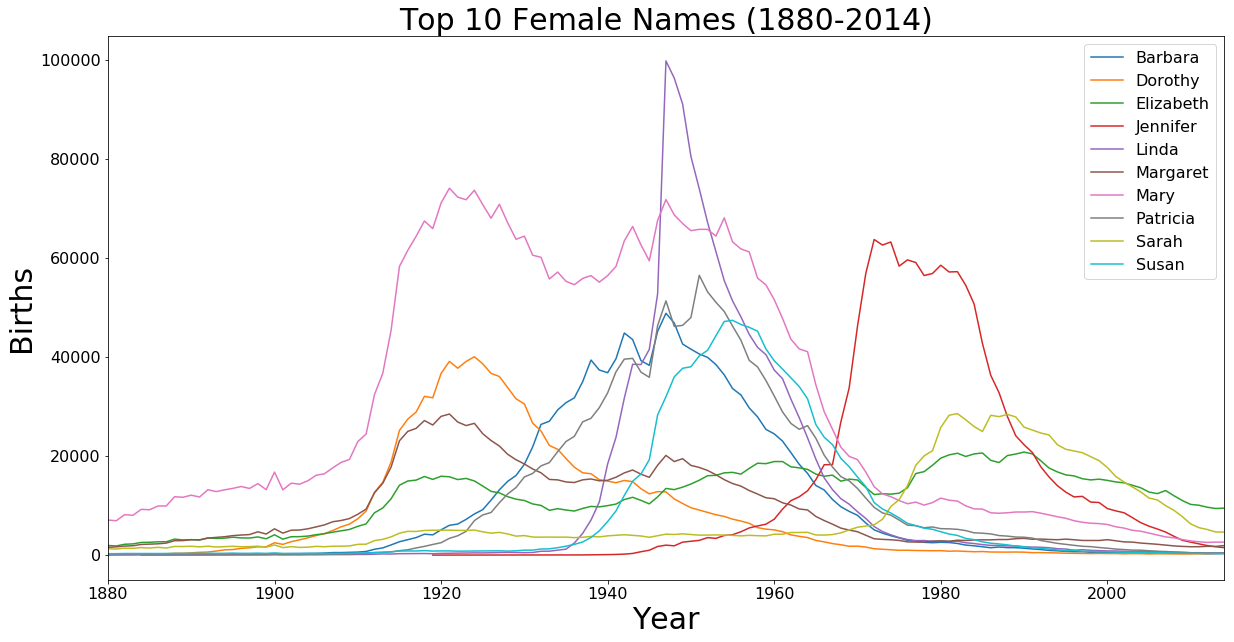 Top 10 Female Names (1880-2014)
Births
100000
80000
60000
40000
20000
0
Barbara
Dorothy
Elizabeth
Jennifer
Linda
Margaret
Mary
Patricia
Sarah
Susan
1880
1900
1920
1940
1960
1980
2000
Year